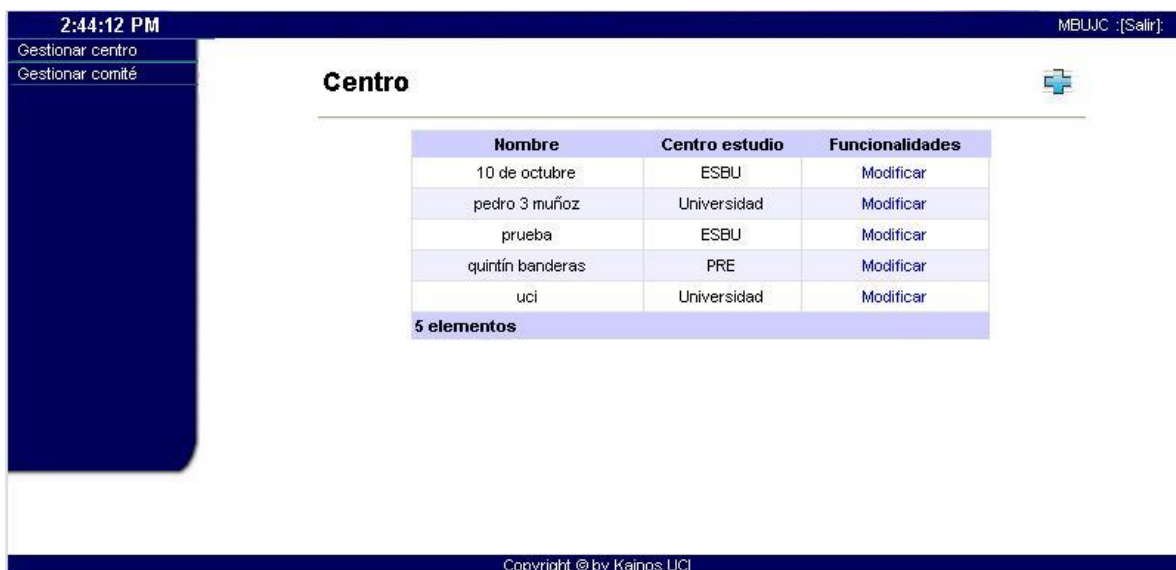 2:44:12 PM MBUJC :[Salir]:
Gestionar centro
Gestionar comité
Centro
Nombre Centro estudio Funcionalidades
10 de octubre ESBU Modificar
pedro 3 muñoz Universidad Modificar
prueba ESBU Modificar
quintín banderas PRE Modificar
uci Universidad Modificar
5 elementos
Copyright © by Kainos UCI